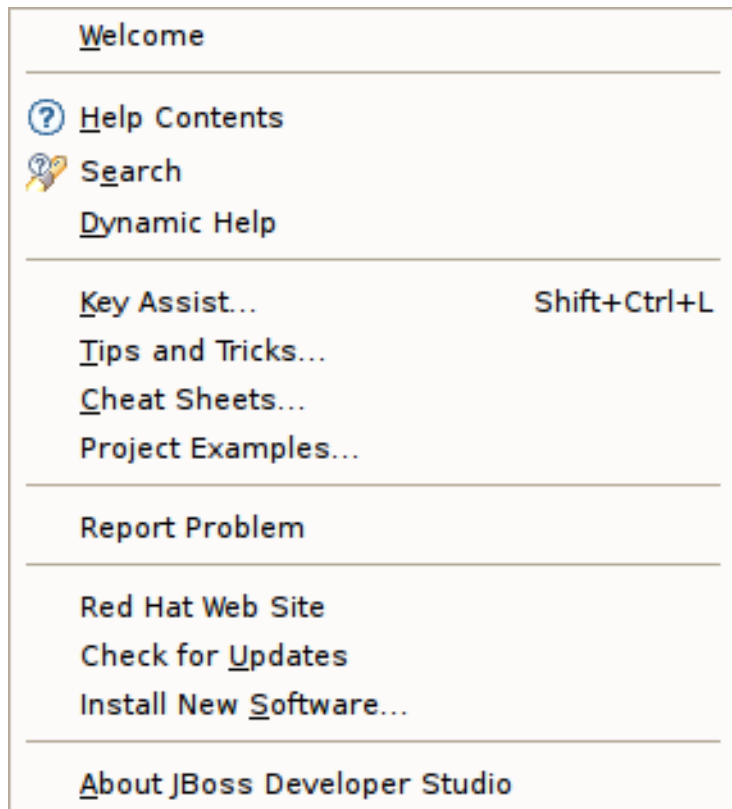 Welcome
Help Contents
Search
Dynamic Help
Key Assist... Shift+Ctrl+L
Tips and Tricks...
Cheat Sheets...
Project Examples...
Report Problem
Red Hat Web Site
Check for Updates
Install New Software...
About JBoss Developer Studio